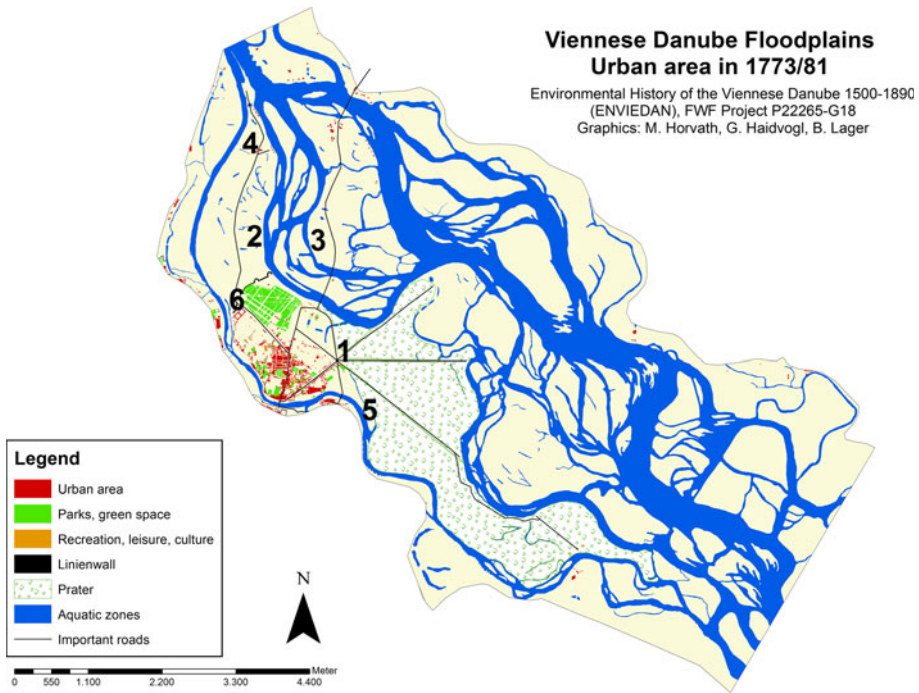 Viennese Danube Floodplains
Urban area in 1773/81
Environmental History of the Viennese Danube 1500-1890
(ENVIEDAN), FWF Project P22265-G18
Graphics: M. Horvath, G. Haidvogl, B. Lager
4
2
3
6
1
5
Legend
Urban area
Parks, green space
Recreation, leisure, culture
Linienwall
Prater
Aquatic zones
Important roads
N
Meter
0 550 1.100 2.200 3.300 4.400